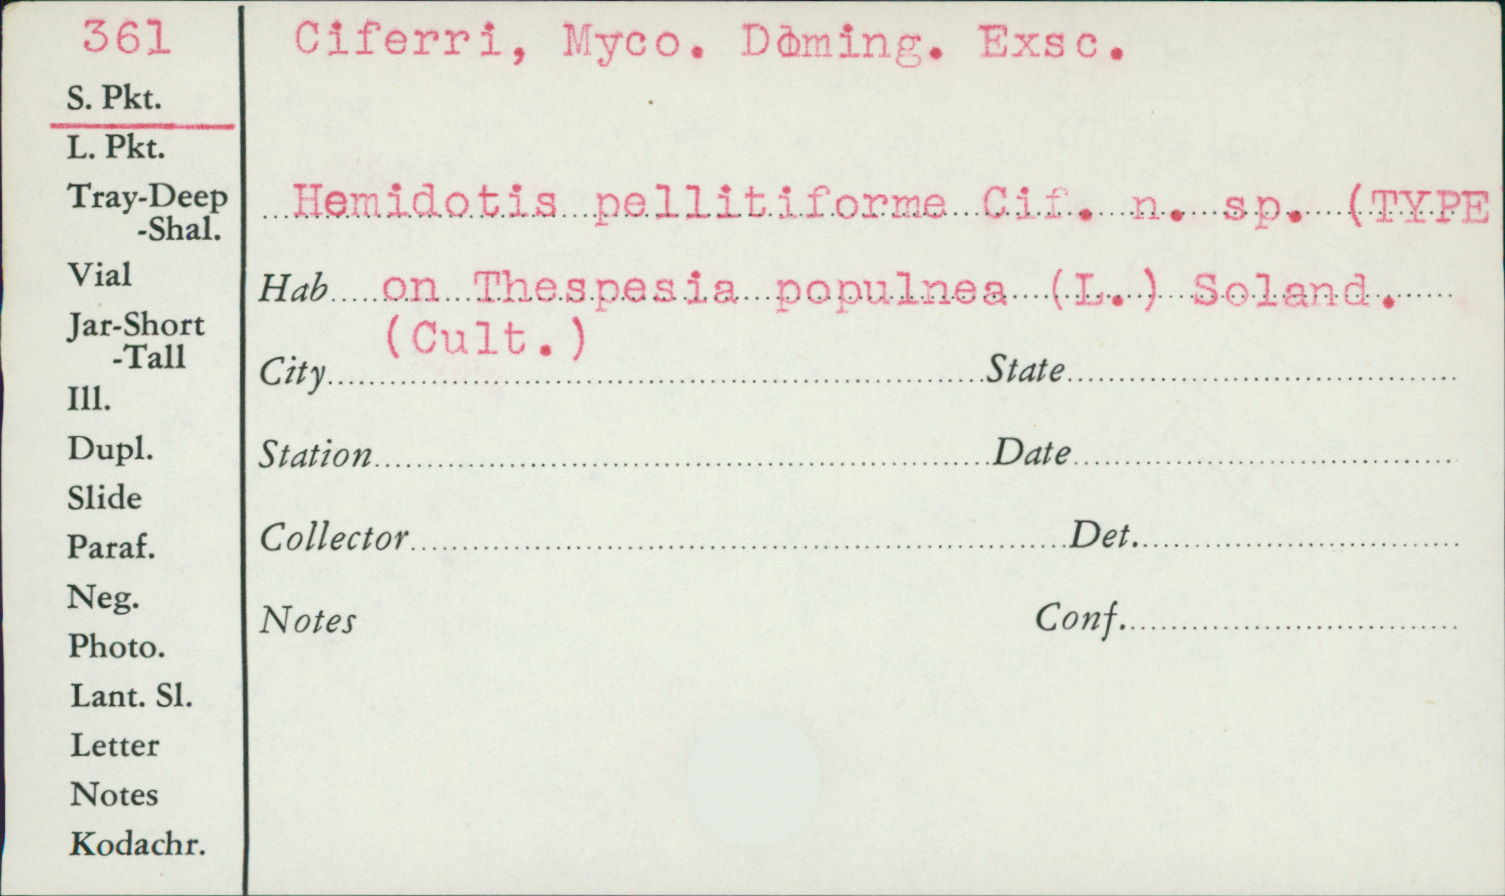 361
Ciferri, Myco. Doming. Exsc.
S. Pkt.
L. Pkt.
Tray-Deep
-Shal.
Hemidotis pellitiforme Cif. n. sp. (TYPE
Vial
Hab on Thespesia populnea (L.) Soland.
(Cult.)
Jar-Short
-Tall
City State
Ill.
Dupl.
Station Date
Slide
Paraf.
Collector Det.
Neg.
Notes Conf.
Photo.
Lant. Sl.
Letter
Notes
Kodachr.